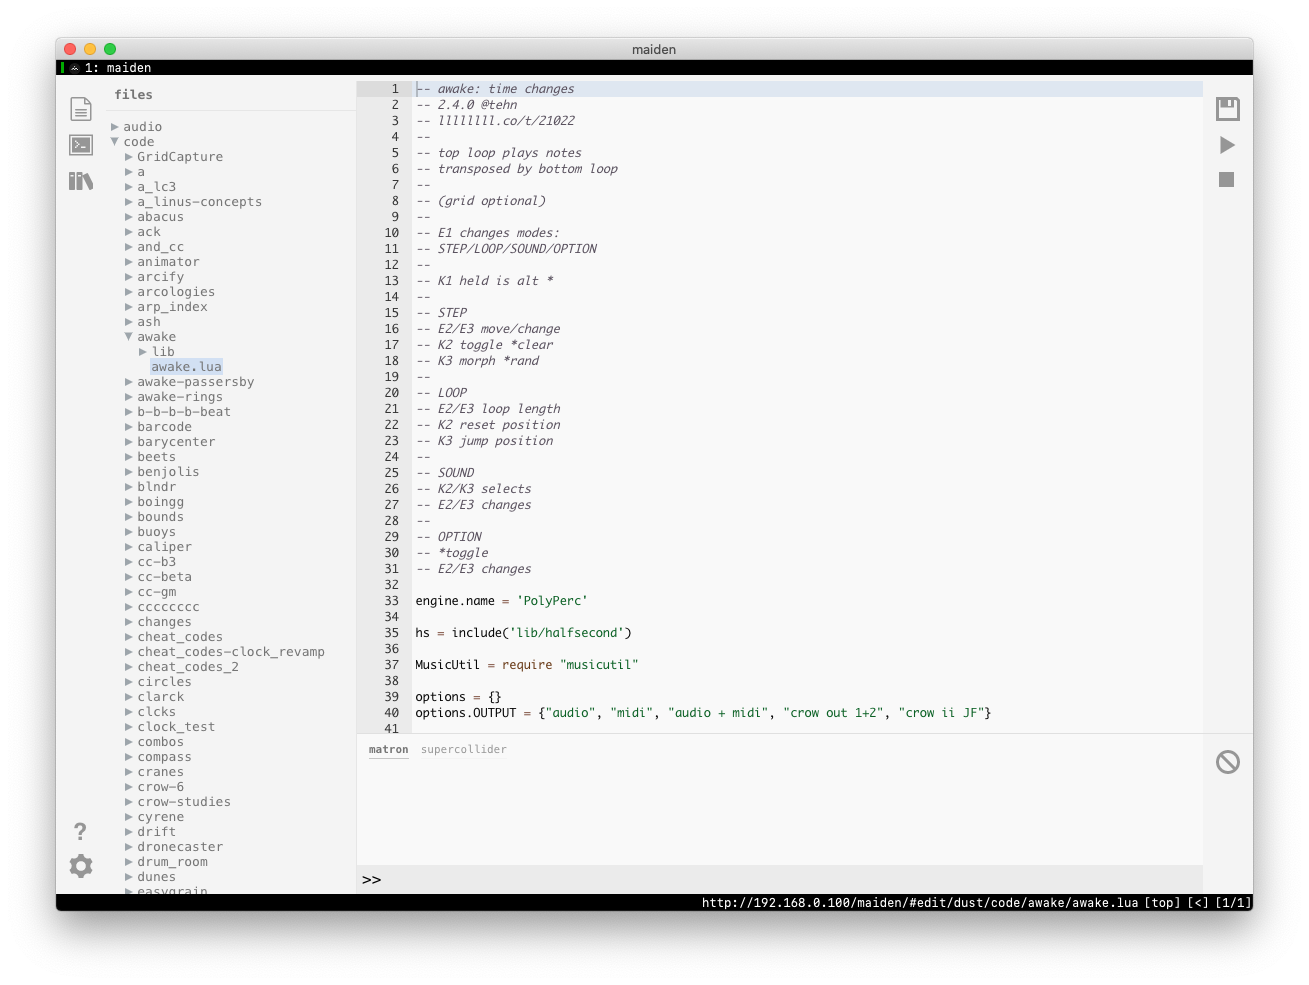 maiden
1: maiden
files
audio
code
GridCapture
a
a_lc3
a_linus-concepts
abacus
ack
and_cc
animator
arcify
arcologies
arp_index
ash
awake
lib
awake.lua
awake-passersby
awake-rings
b-b-b-b-beat
barcode
barycenter
beets
benjolis
blndr
boingg
bounds
buoys
caliper
cc-b3
cc-beta
cc-gm
cccccccc
changes
cheat_codes
cheat_codes-clock_revamp
cheat_codes_2
circles
clarck
clcks
clock_test
combos
compass
cranes
crow-6
crow-studies
cyrene
drift
dronecaster
drum_room
dunes
easygrain
1 -- awake: time changes
2 -- 2.4.0 @tehn
3 -- llllllll.co/t/21022
4 --
5 -- top loop plays notes
6 -- transposed by bottom loop
7 --
8 -- (grid optional)
9 --
10 -- E1 changes modes:
11 -- STEP/LOOP/SOUND/OPTION
12 --
13 -- K1 held is alt *
14 --
15 -- STEP
16 -- E2/E3 move/change
17 -- K2 toggle *clear
18 -- K3 morph *rand
19 --
20 -- LOOP
21 -- E2/E3 loop length
22 -- K2 reset position
23 -- K3 jump position
24 --
25 -- SOUND
26 -- K2/K3 selects
27 -- E2/E3 changes
28 --
29 -- OPTION
30 -- *toggle
31 -- E2/E3 changes
32
33 engine.name = 'PolyPerc'
34
35 hs = include('lib/halfsecond')
36
37 MusicUtil = require "musicutil"
38
39 options = {}
40 options.OUTPUT = {"audio", "midi", "audio + midi", "crow out 1+2", "crow ii JF"}
41
matron supercollider
>>
?
http://192.168.0.100/maiden/#edit/dust/code/awake/awake.lua [top] [<] [1/1]